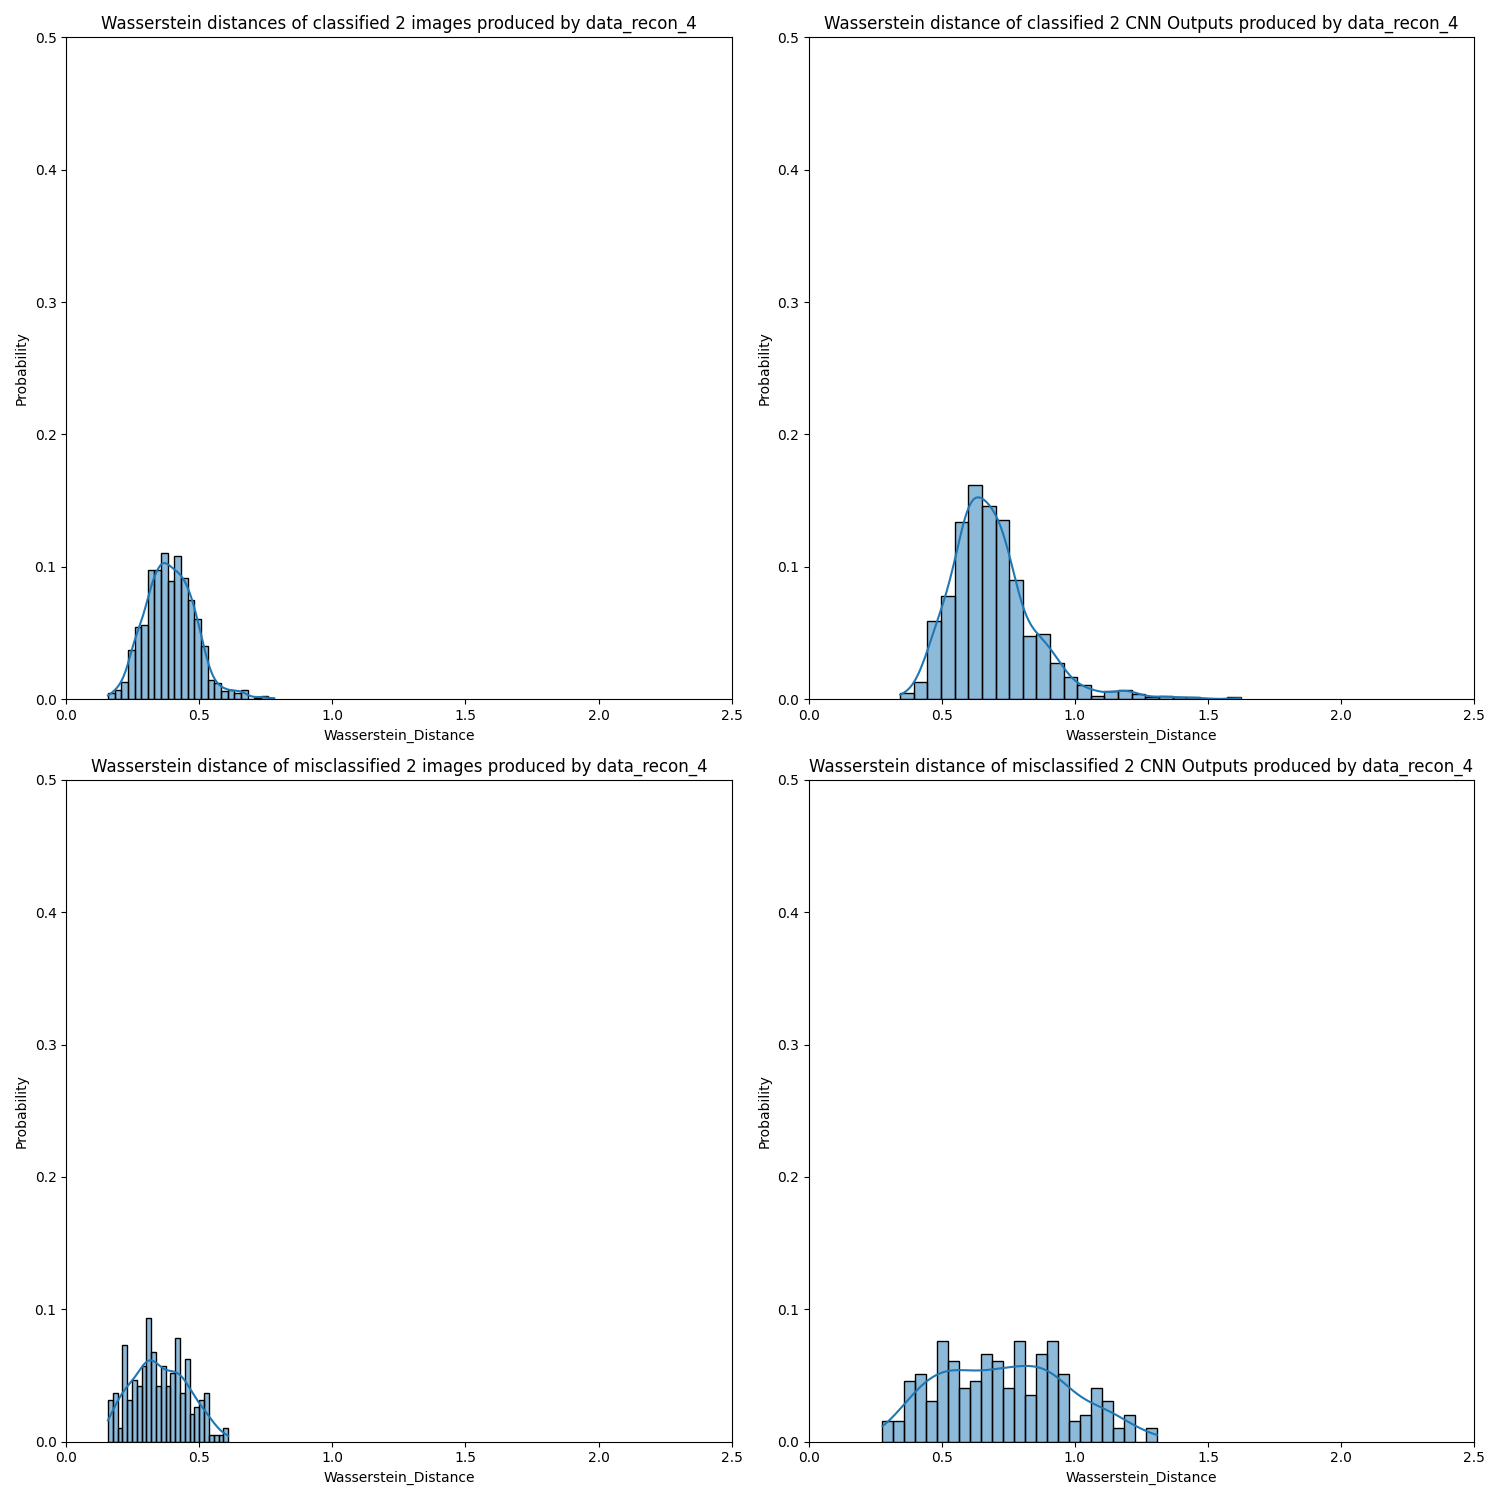 Wasserstein distances of classified 2 images produced by data_recon_4
0.5
0.4
0.3
0.2
0.1
0.0
Probability
0.0 0.5 1.0 1.5 2.0 2.5
Wasserstein_Distance
Wasserstein distance of classified 2 CNN Outputs produced by data_recon_4
0.5
0.4
0.3
0.2
0.1
0.0
Probability
0.0 0.5 1.0 1.5 2.0 2.5
Wasserstein_Distance
Wasserstein distance of misclassified 2 images produced by data_recon_4
0.5
0.4
0.3
0.2
0.1
0.0
Probability
0.0 0.5 1.0 1.5 2.0 2.5
Wasserstein_Distance
Wasserstein distance of misclassified 2 CNN Outputs produced by data_recon_4
0.5
0.4
0.3
0.2
0.1
0.0
Probability
0.0 0.5 1.0 1.5 2.0 2.5
Wasserstein_Distance